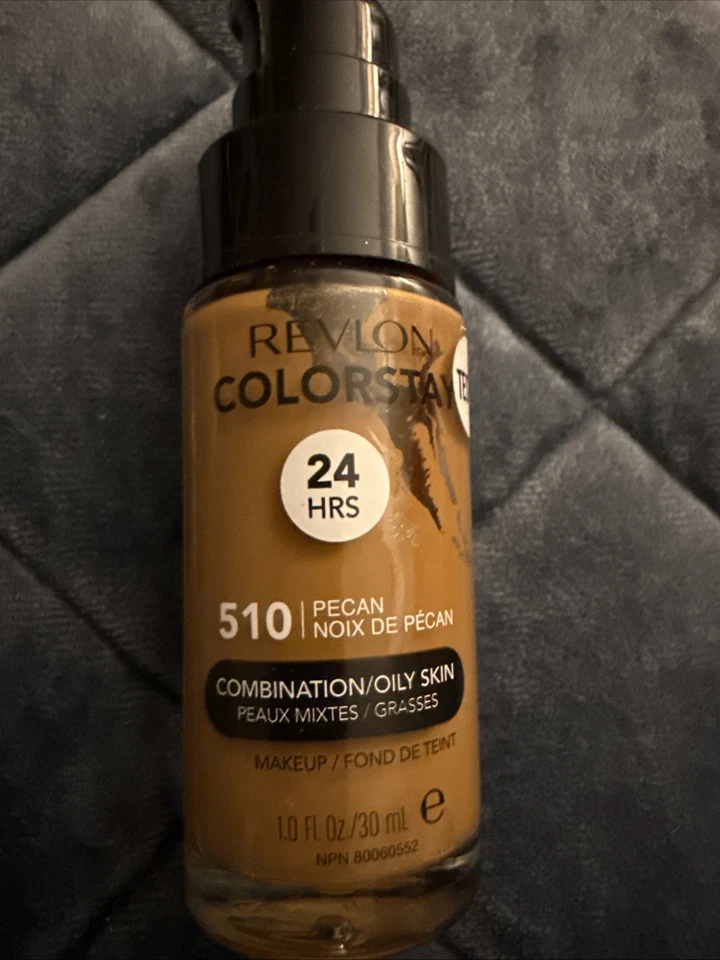 REVLON
COLORSTAY
24
HRS
510 | PECAN
NOIX DE PÉCAN
COMBINATION/OILY SKIN
PEAUX MIXTES / GRASSES
MAKEUP / FOND DE TEINT
1.0 Fl. Oz./30 mL e
NPN 80060552